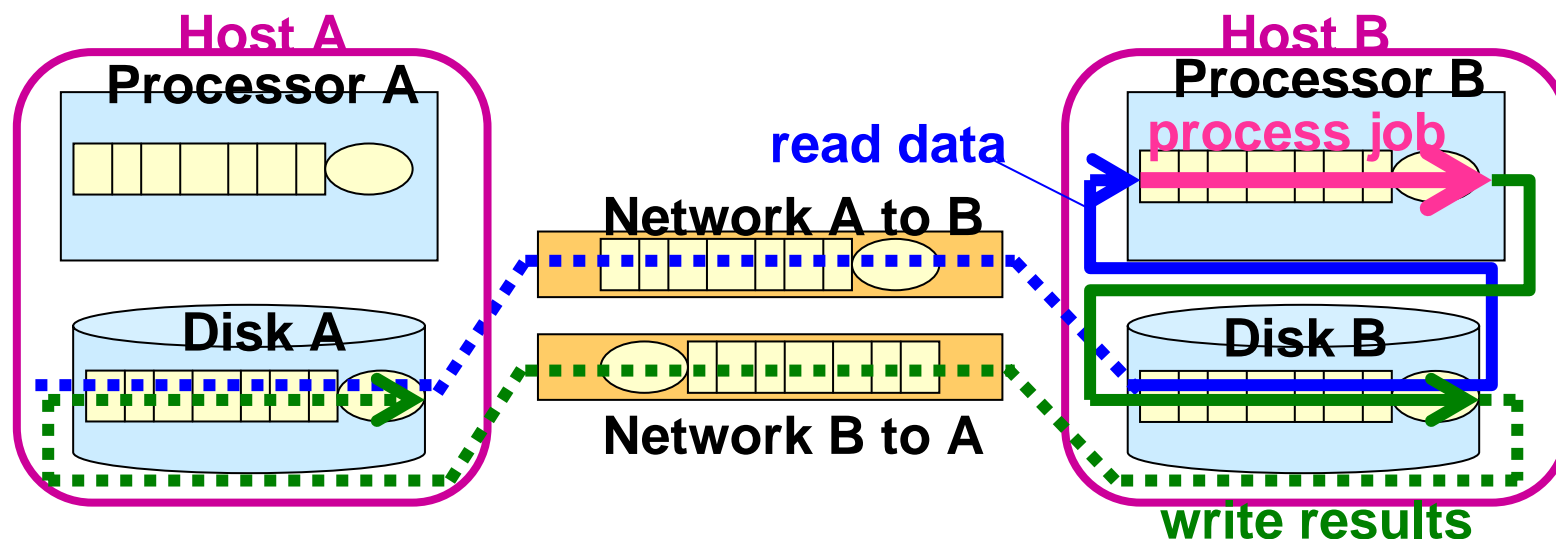 Host A
Host B
Processor A
Processor B
read data
process job
Network A to B
Disk A
Disk B
Network B to A
write results